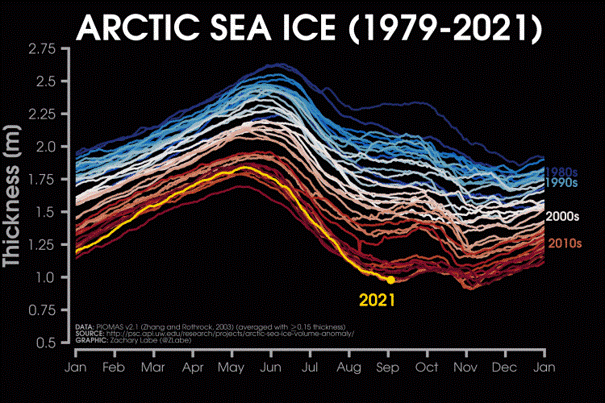 ARCTIC SEA ICE (1979-2021)
Thickness (m)
2.75
2.5
2.25
2.0
1.75
1.5
1.25
1.0
0.75
0.5
1980s
1990s
2000s
2010s
2021
DATA: PIOMAS v2.1 (Zhang and Rothrock, 2003) (averaged with ≥0.15 thickness)
SOURCE: http://psc.apl.uw.edu/research/projects/arctic-sea-ice-volume-anomaly/
GRAPHIC: Zachary Labe (@ZLabe)
Jan Feb Mar Apr May Jun Jul Aug Sep Oct Nov Dec Jan